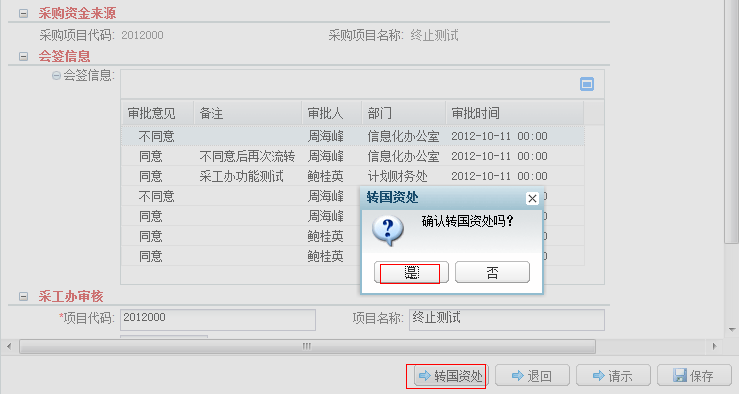 采购资金来源
采购项目代码: 2012000 采购项目名称: 终止测试
会签信息
会签信息:
审批意见 备注 审批人 部门 审批时间
不同意 周海峰 信息化办公室 2012-10-11 00:00
同意 不同意后再次流转 周海峰 信息化办公室 2012-10-11 00:00
同意 采工办功能测试 鲍桂英 计划财务处 2012-10-11 00:00
不同意 周海峰
同意 周海峰
同意 鲍桂英
同意 鲍桂英
转国资处
确认转国资处吗?
是 否
采工办审核
*项目代码: 2012000 项目名称: 终止测试
转国资处 退回 请示 保存